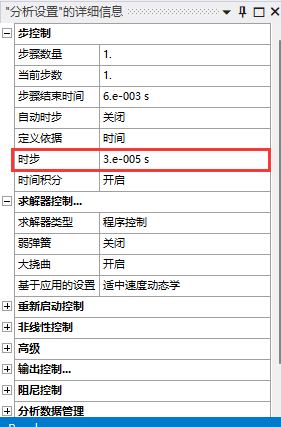 "分析设置"的详细信息
步控制
步骤数量 1.
当前步数 1.
步骤结束时间 6.e-003 s
自动时步 关闭
定义依据 时间
时步 3.e-005 s
时间积分 开启
求解器控制...
求解器类型 程序控制
弱弹簧 关闭
大挠曲 开启
基于应用的设置 适中速度动态学
重新启动控制
非线性控制
高级
输出控制...
阻尼控制
分析数据管理